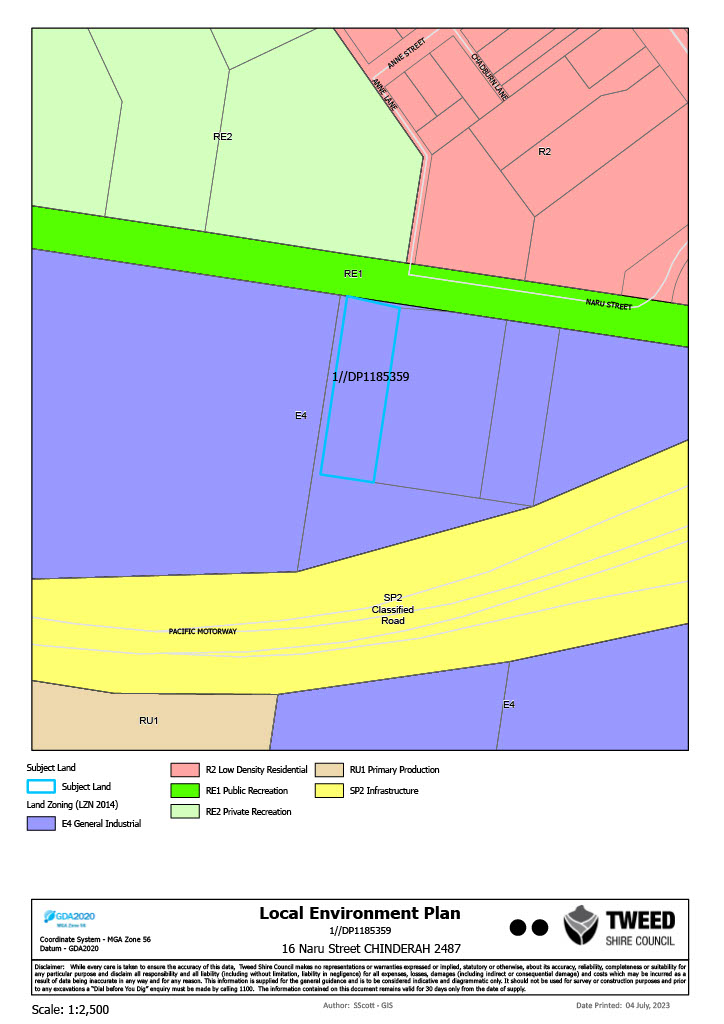 ANNE STREET
CHADBURN LANE
ANNE LANE
RE2
R2
RE1
NARU STREET
1//DP1185359
E4
SP2
Classified
Road
PACIFIC MOTORWAY
E4
RU1
Subject Land
Subject Land
Land Zoning (LZN 2014)
E4 General Industrial
R2 Low Density Residential
RE1 Public Recreation
RE2 Private Recreation
RU1 Primary Production
SP2 Infrastructure
GDA2020
MGA Zone 56
Coordinate System - MGA Zone 56
Datum - GDA2020
Local Environment Plan
1//DP1185359
16 Naru Street CHINDERAH 2487
TWEED
SHIRE COUNCIL
Disclaimer: While every care is taken to ensure the accuracy of this data, Tweed Shire Council makes no representations or warranties expressed or implied, statutory or otherwise, about its accuracy, reliability, completeness or suitability for
any particular purpose and disclaim all responsibility and all liability (including without limitation, liability in negligence) for all expenses, losses, damages (including indirect or consequential damage) and costs which may be incurred as a
result of data being inaccurate in any way and for any reason. This information is supplied for the general guidance and is to be considered indicative and diagrammatic only. It should not be used for survey or construction purposes and prior
to any excavations a "Dial before You Dig" enquiry must be made by calling 1100. The information contained on this document remains valid for 30 days only from the date of supply.
Scale: 1:2,500
Author: SScott - GIS
Date Printed: 04 July, 2023